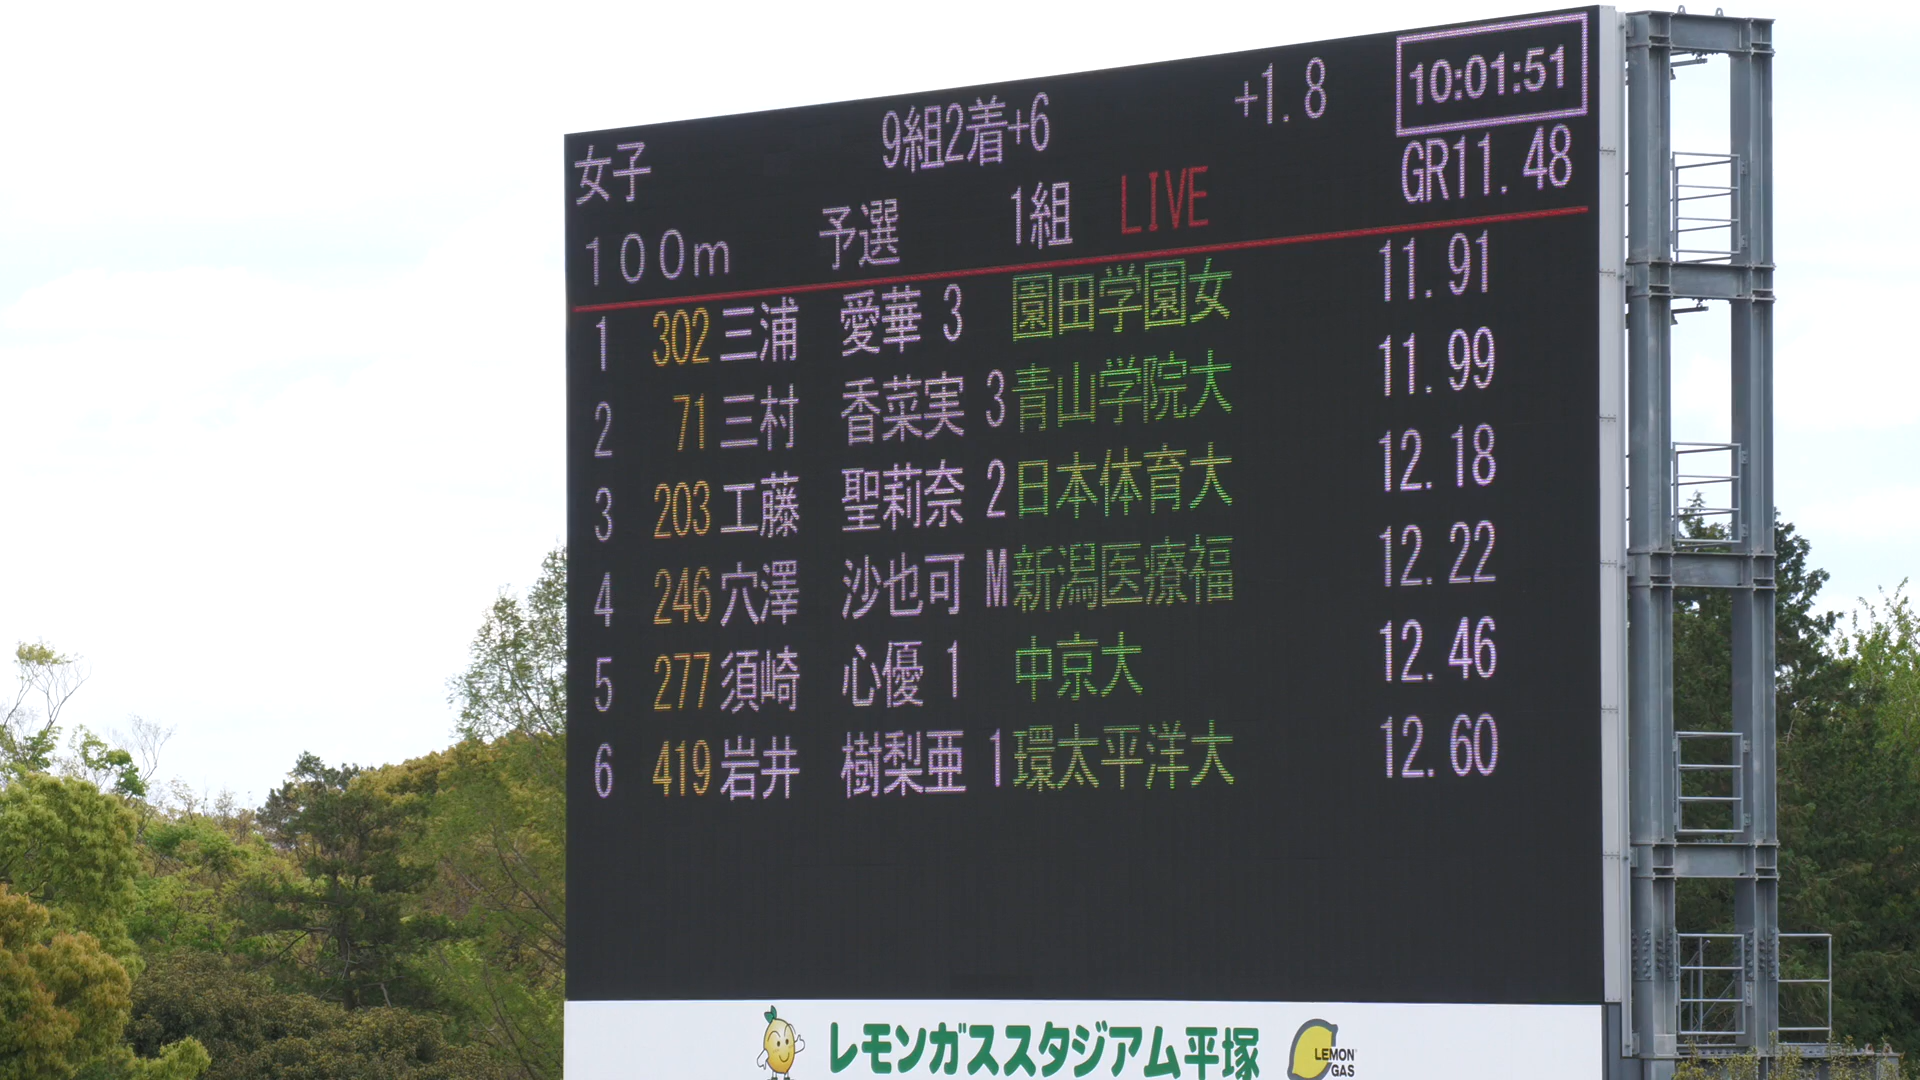 10:01:51
9組2着+6 +1.8
女子 GR11.48
100m 予選 1組 LIVE
1 302 三浦 愛華 3 園田学園女 11.91
2 71 三村 香菜実 3 青山学院大 11.99
3 203 工藤 聖莉奈 2 日本体育大 12.18
4 246 穴澤 沙也可 M 新潟医療福 12.22
5 277 須崎 心優 1 中京大 12.46
6 419 岩井 樹梨亜 1 環太平洋大 12.60
レモンガススタジアム平塚 LEMON GAS